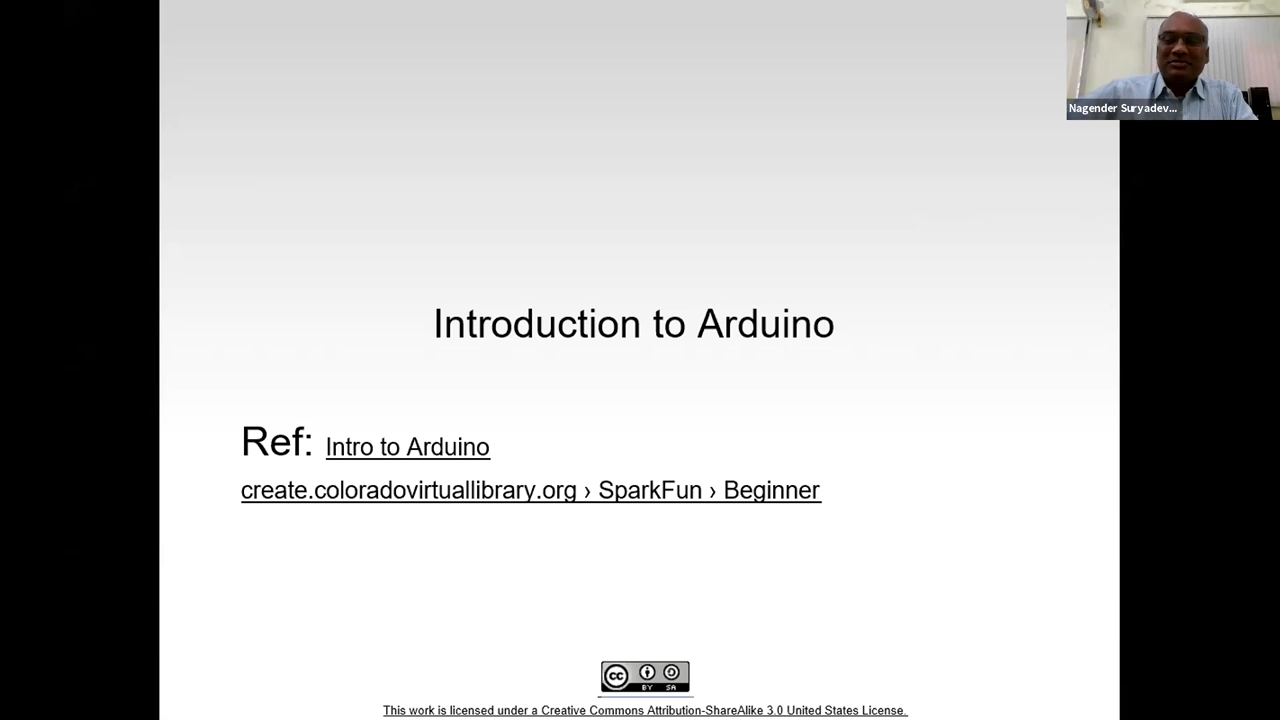 Nagender Suryadev...
Introduction to Arduino
Ref: Intro to Arduino
create.coloradovirtuallibrary.org › SparkFun › Beginner
cc
BY SA
This work is licensed under a Creative Commons Attribution-ShareAlike 3.0 United States License.